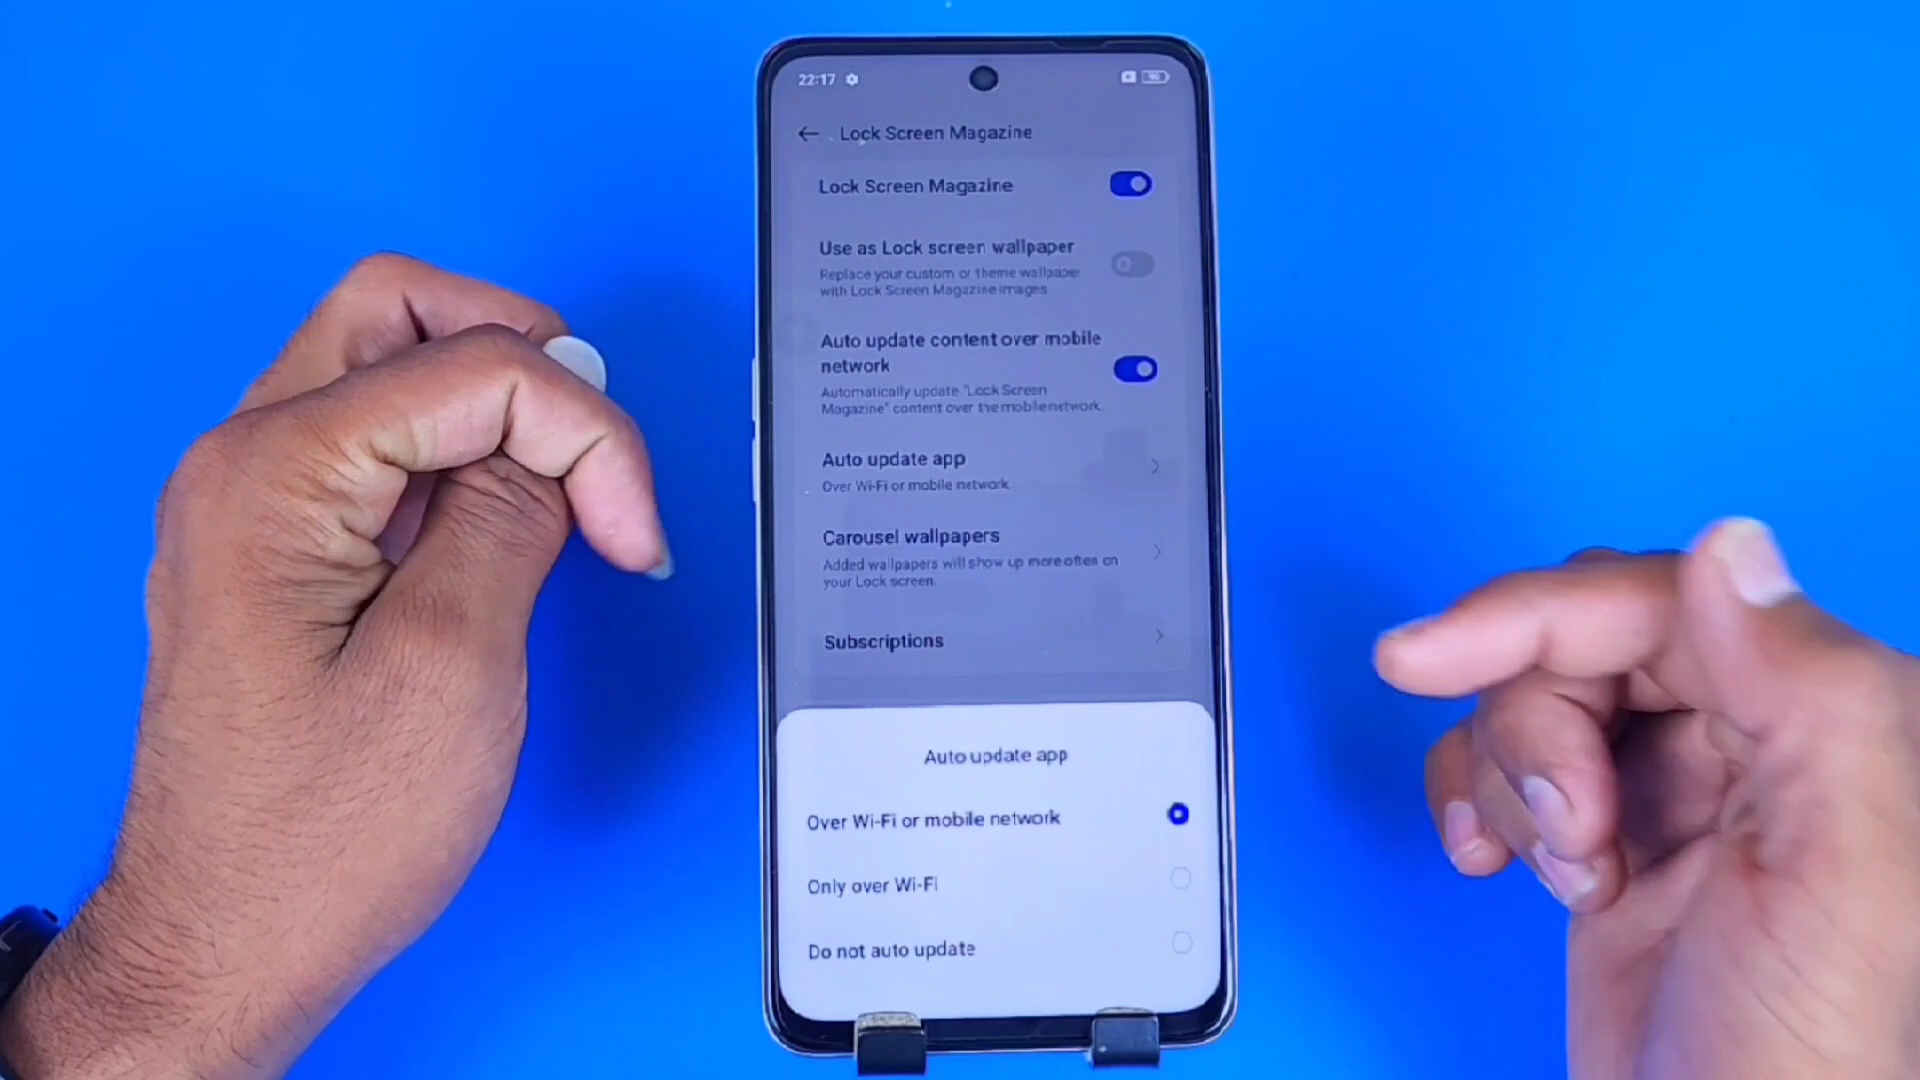 22:17
Lock Screen Magazine
Lock Screen Magazine
Use as Lock screen wallpaper
Replace your custom or theme wallpaper
with Lock Screen Magazine images
Auto update content over mobile
network
Automatically update "Lock Screen
Magazine" content over the mobile network.
Auto update app
Over Wi-Fi or mobile network
Carousel wallpapers
Added wallpapers will show up more often on
your Lock screen.
Subscriptions
Auto update app
Over Wi-Fi or mobile network
Only over Wi-Fi
Do not auto update